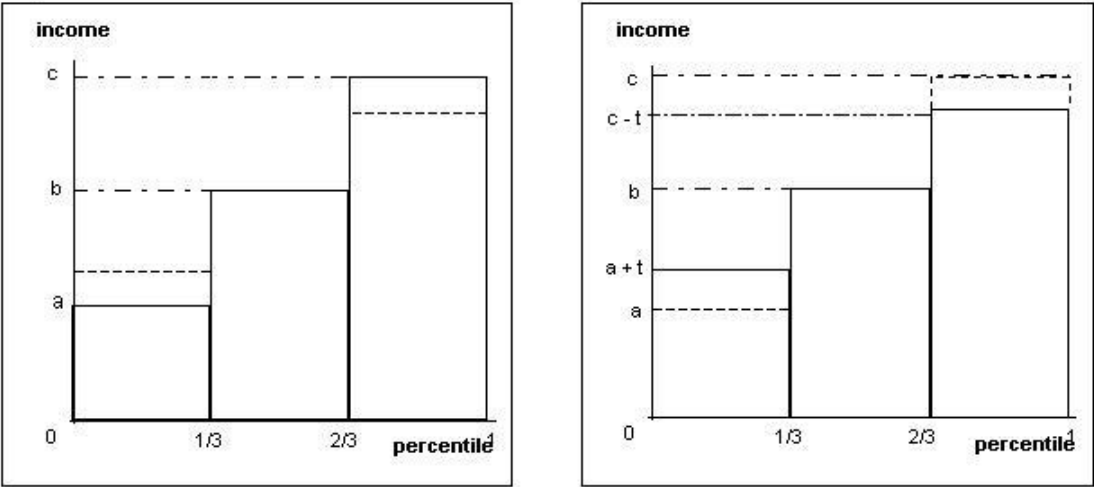 income
c
b
a
0
1/3
2/3
1
percentile
income
c
c - t
b
a + t
a
0
1/3
2/3
1
percentile